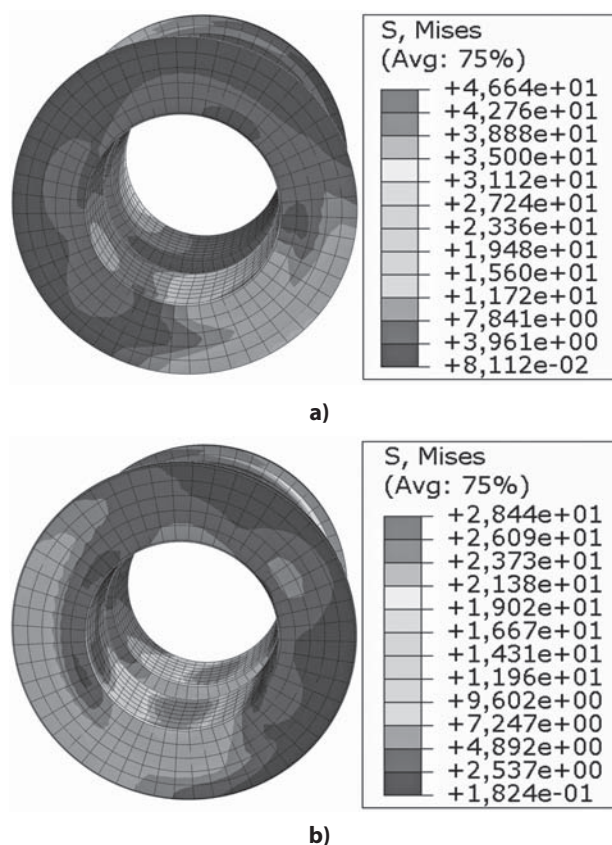 S, Mises
(Avg: 75%)
+4,664e+01
+4,276e+01
+3,888e+01
+3,500e+01
+3,112e+01
+2,724e+01
+2,336e+01
+1,948e+01
+1,560e+01
+1,172e+01
+7,841e+00
+3,961e+00
+8,112e-02
a)
S, Mises
(Avg: 75%)
+2,844e+01
+2,609e+01
+2,373e+01
+2,138e+01
+1,902e+01
+1,667e+01
+1,431e+01
+1,196e+01
+9,602e+00
+7,247e+00
+4,892e+00
+2,537e+00
+1,824e-01
b)